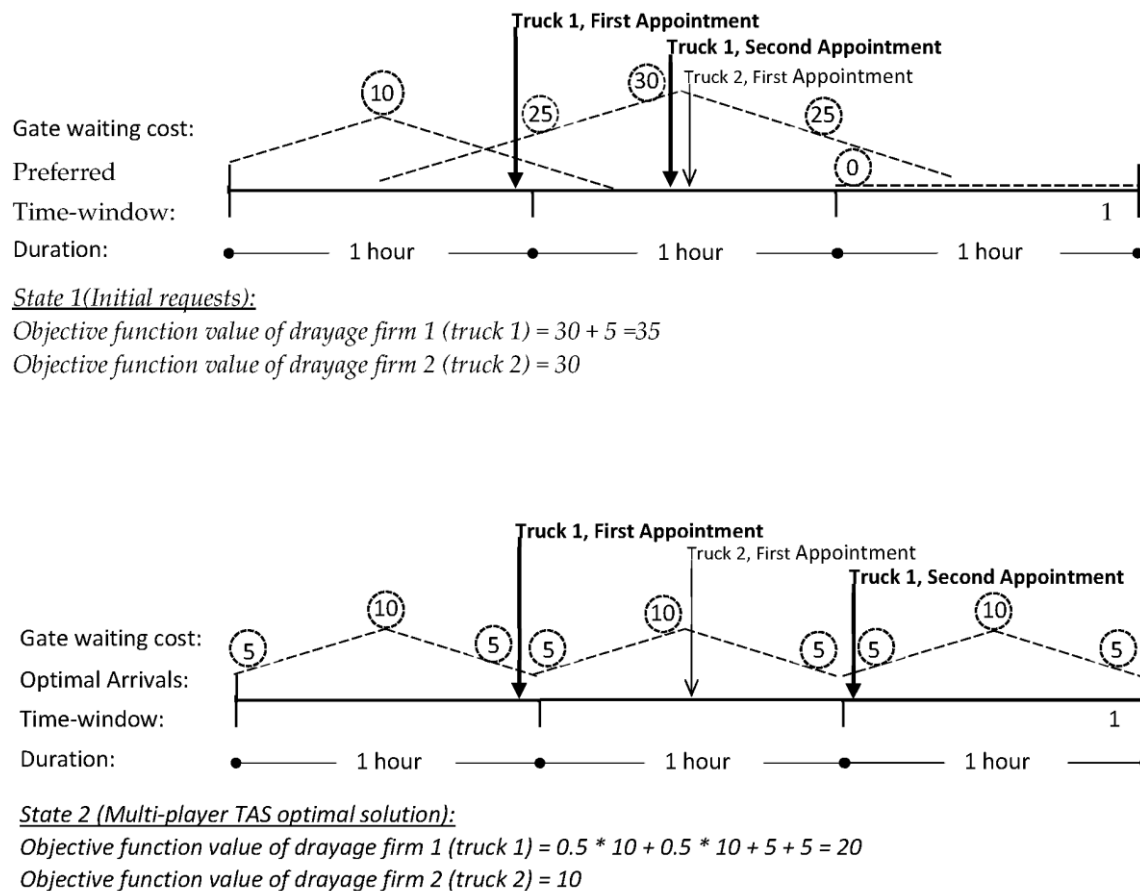 Truck 1, First Appointment
Truck 1, Second Appointment
Truck 2, First Appointment
10 25 30 25 0
Gate waiting cost:
Preferred
Time-window: 1
Duration: 1 hour 1 hour 1 hour
State 1(Initial requests):
Objective function value of drayage firm 1 (truck 1) = 30 + 5 =35
Objective function value of drayage firm 2 (truck 2) = 30
Truck 1, First Appointment
Truck 2, First Appointment
Truck 1, Second Appointment
Gate waiting cost: 5 10 5 5 10 5 5 10 5
Optimal Arrivals:
Time-window: 1
Duration: 1 hour 1 hour 1 hour
State 2 (Multi-player TAS optimal solution):
Objective function value of drayage firm 1 (truck 1) = 0.5 * 10 + 0.5 * 10 + 5 + 5 = 20
Objective function value of drayage firm 2 (truck 2) = 10